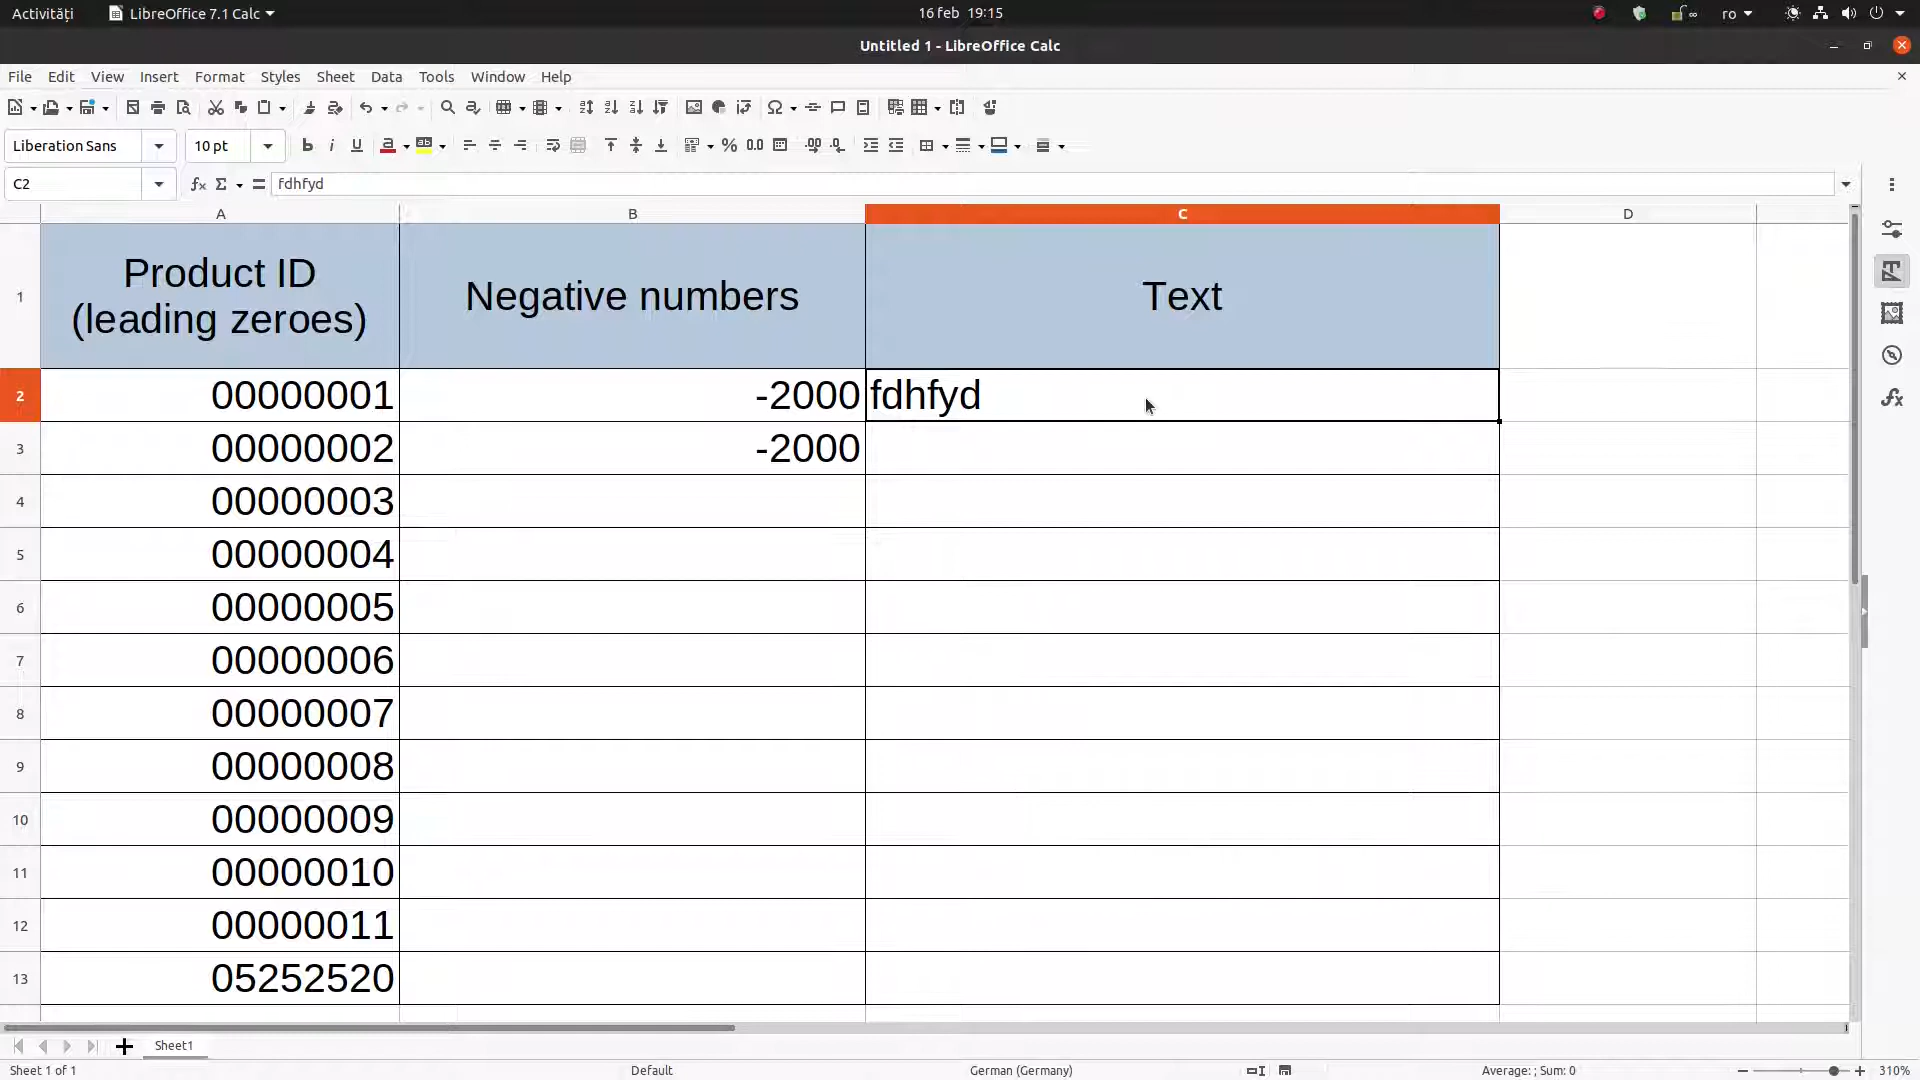 Activități LibreOffice 7.1 Calc 16 feb 19:15 ∞ ro
Untitled 1 - LibreOffice Calc
File Edit View Insert Format Styles Sheet Data Tools Window Help
Liberation Sans 10 pt
C2 fdhfyd
A B C D
1 Product ID
(leading zeroes) Negative numbers Text
2 00000001 -2000 fdhfyd
3 00000002 -2000
4 00000003
5 00000004
6 00000005
7 00000006
8 00000007
9 00000008
10 00000009
11 00000010
12 00000011
13 05252520
Sheet1
Sheet 1 of 1 Default German (Germany) Average: ; Sum: 0 310%